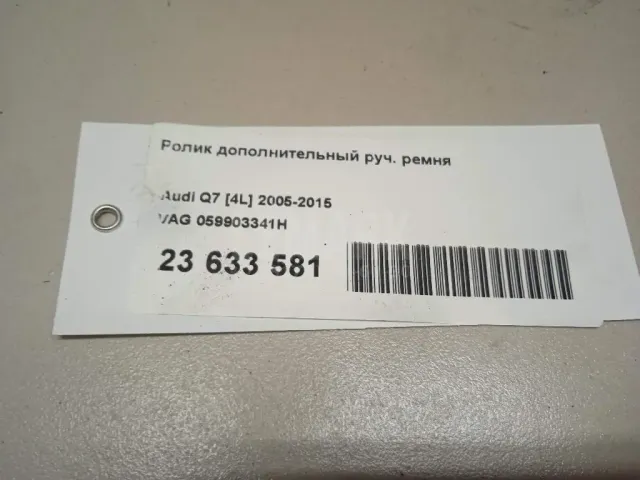 Ролик дополнительный руч. ремня
Audi Q7 [4L] 2005-2015
VAG 059903341H
23 633 581